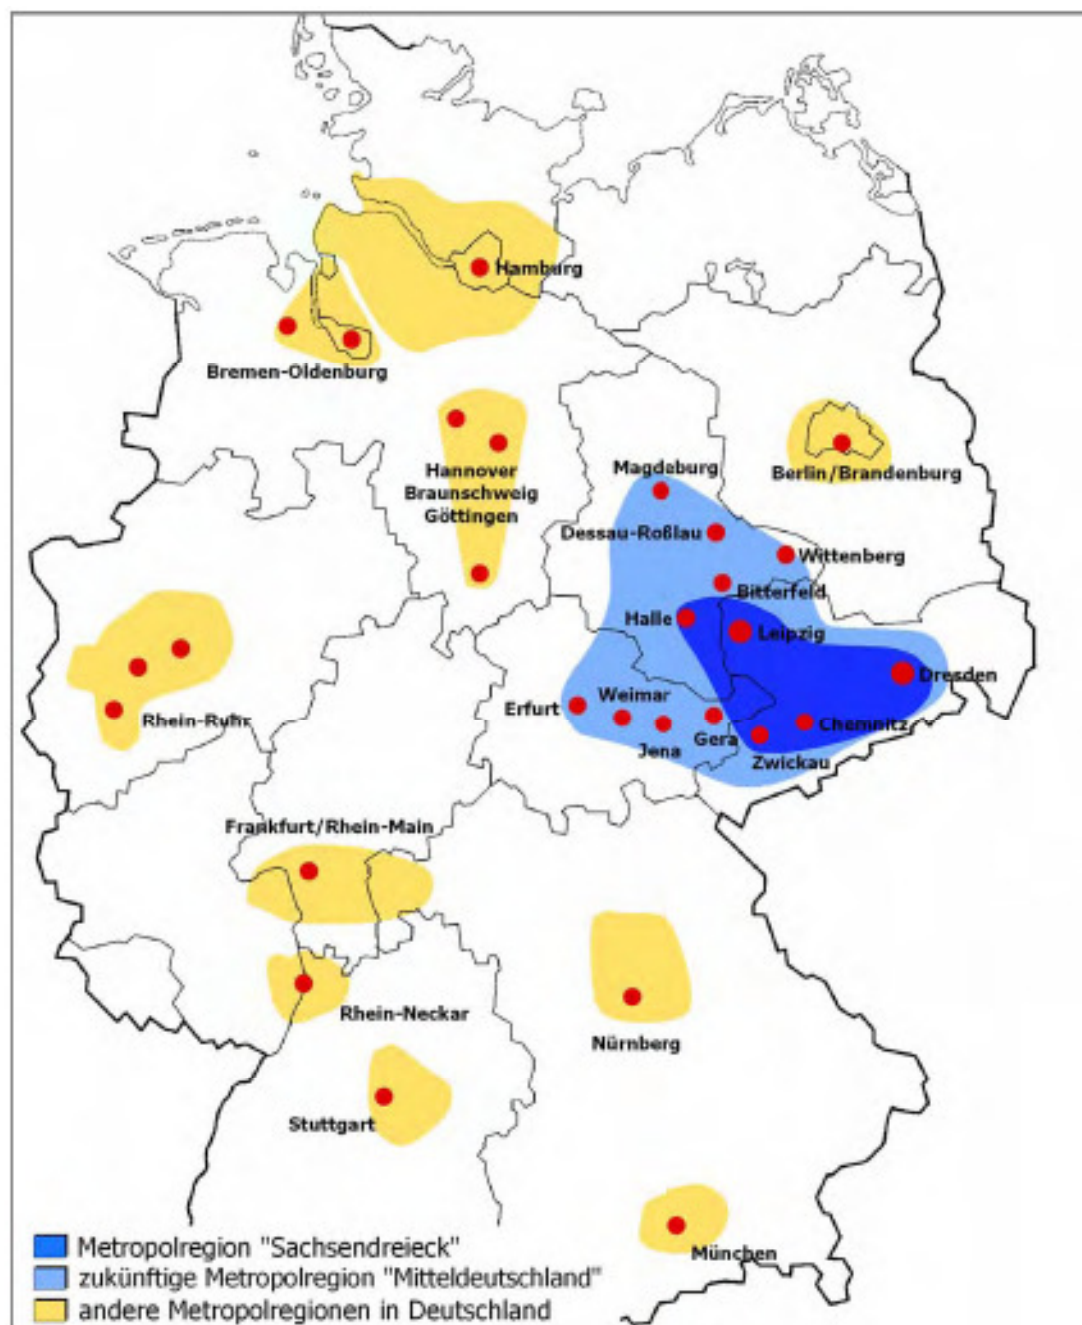 Hamburg
Bremen-Oldenburg
Hannover
Braunschweig
Göttingen
Magdeburg
Berlin/Brandenburg
Dessau-Roßlau
Wittenberg
Bitterfeld
Halle
Leipzig
Dresden
Weimar
Erfurt
Rhein-Ruhr
Jena
Gera
Chemnitz
Zwickau
Frankfurt/Rhein-Main
Rhein-Neckar
Nürnberg
Stuttgart
München
Metropolregion "Sachsendreieck"
zukünftige Metropolregion "Mitteldeutschland"
andere Metropolregionen in Deutschland